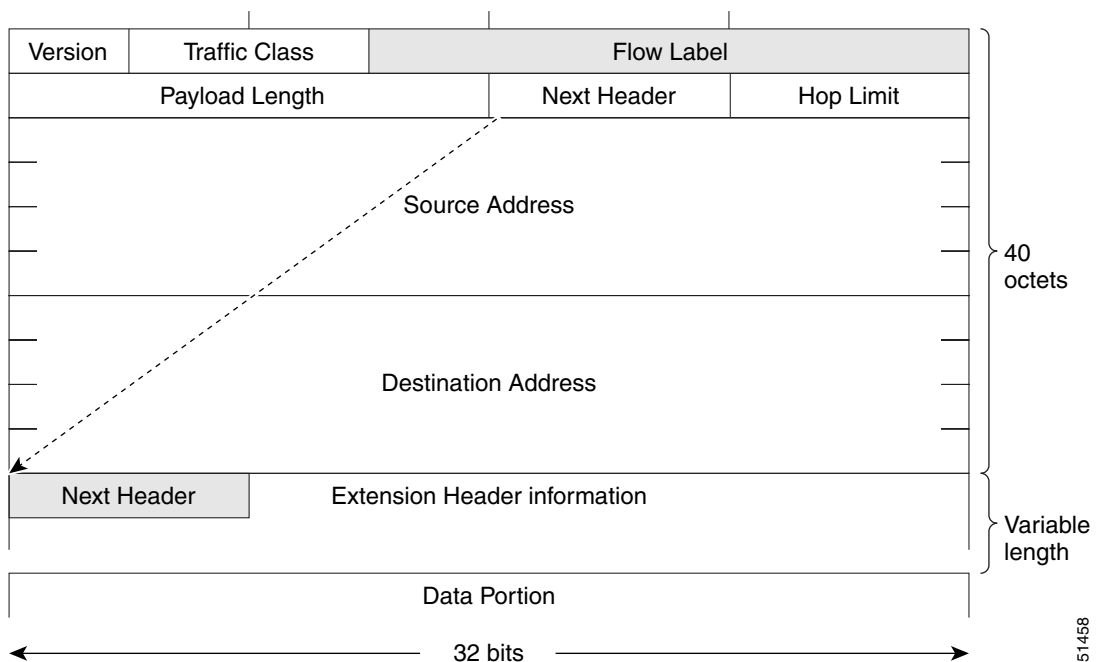 Version Traffic Class Flow Label
Payload Length Next Header Hop Limit
Source Address
40
octets
Destination Address
Next Header Extension Header information
Variable
length
Data Portion
32 bits
51458